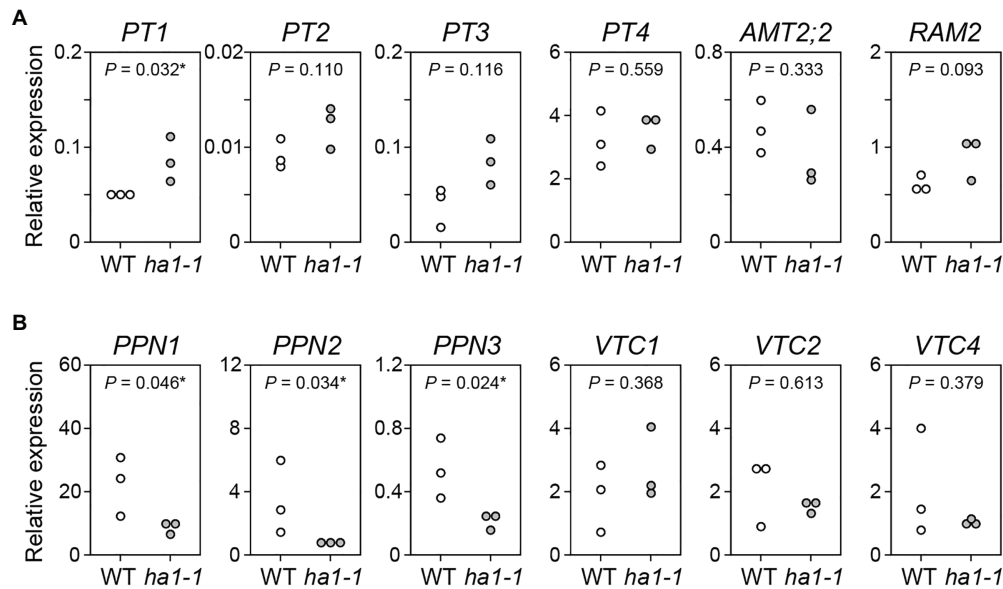 A
PT1 PT2 PT3 PT4 AMT2;2 RAM2
Relative expression
0.2 0.02 0.2 6 0.8 2
P = 0.032* P = 0.110 P = 0.116 P = 0.559 P = 0.333 P = 0.093
4
0.1 0.01 0.1 0.4 1
2
0 0 0 0 0 0
WT ha1-1 WT ha1-1 WT ha1-1 WT ha1-1 WT ha1-1 WT ha1-1
B
PPN1 PPN2 PPN3 VTC1 VTC2 VTC4
Relative expression
60 12 1.2 6 6 6
P = 0.046* P = 0.034* P = 0.024* P = 0.368 P = 0.613 P = 0.379
40 8 0.8 4 4 4
20 4 0.4 2 2 2
0 0 0 0 0 0
WT ha1-1 WT ha1-1 WT ha1-1 WT ha1-1 WT ha1-1 WT ha1-1